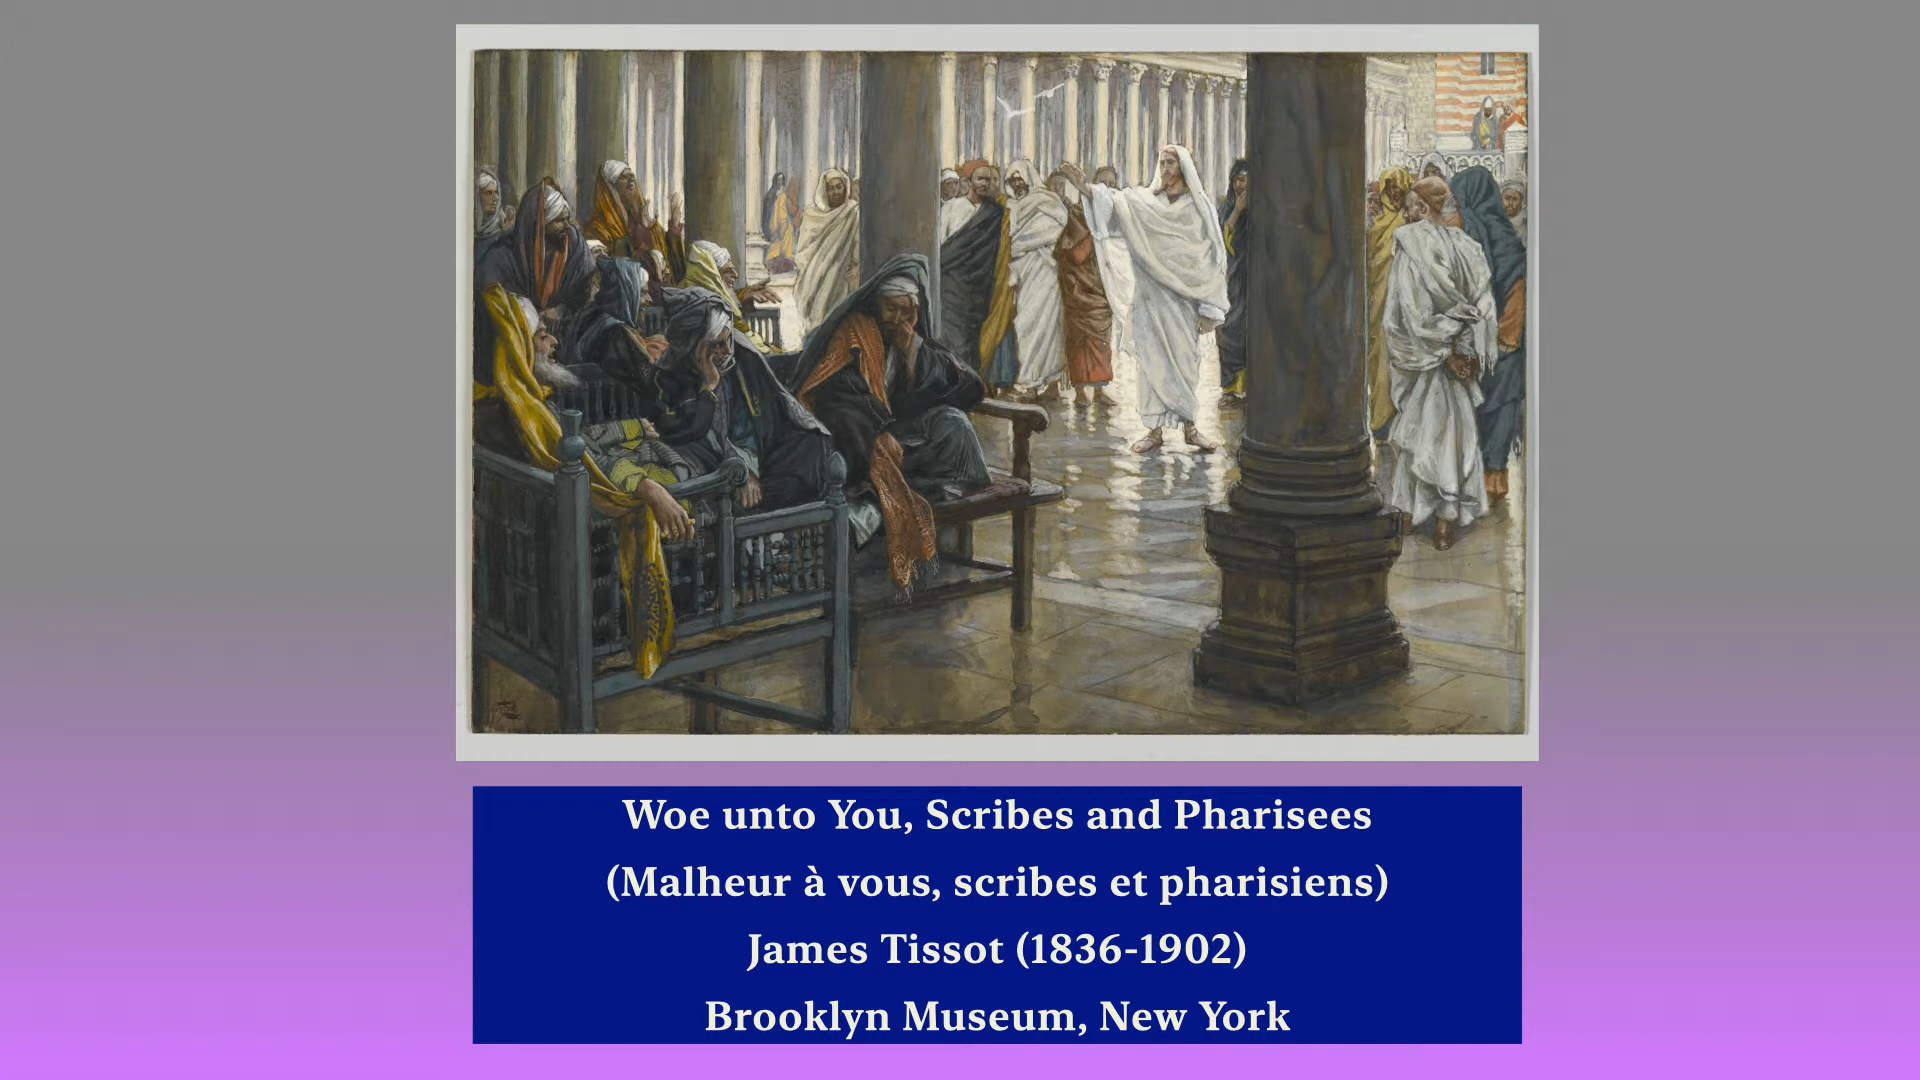 Woe unto You, Scribes and Pharisees
(Malheur à vous, scribes et pharisiens)
James Tissot (1836-1902)
Brooklyn Museum, New York